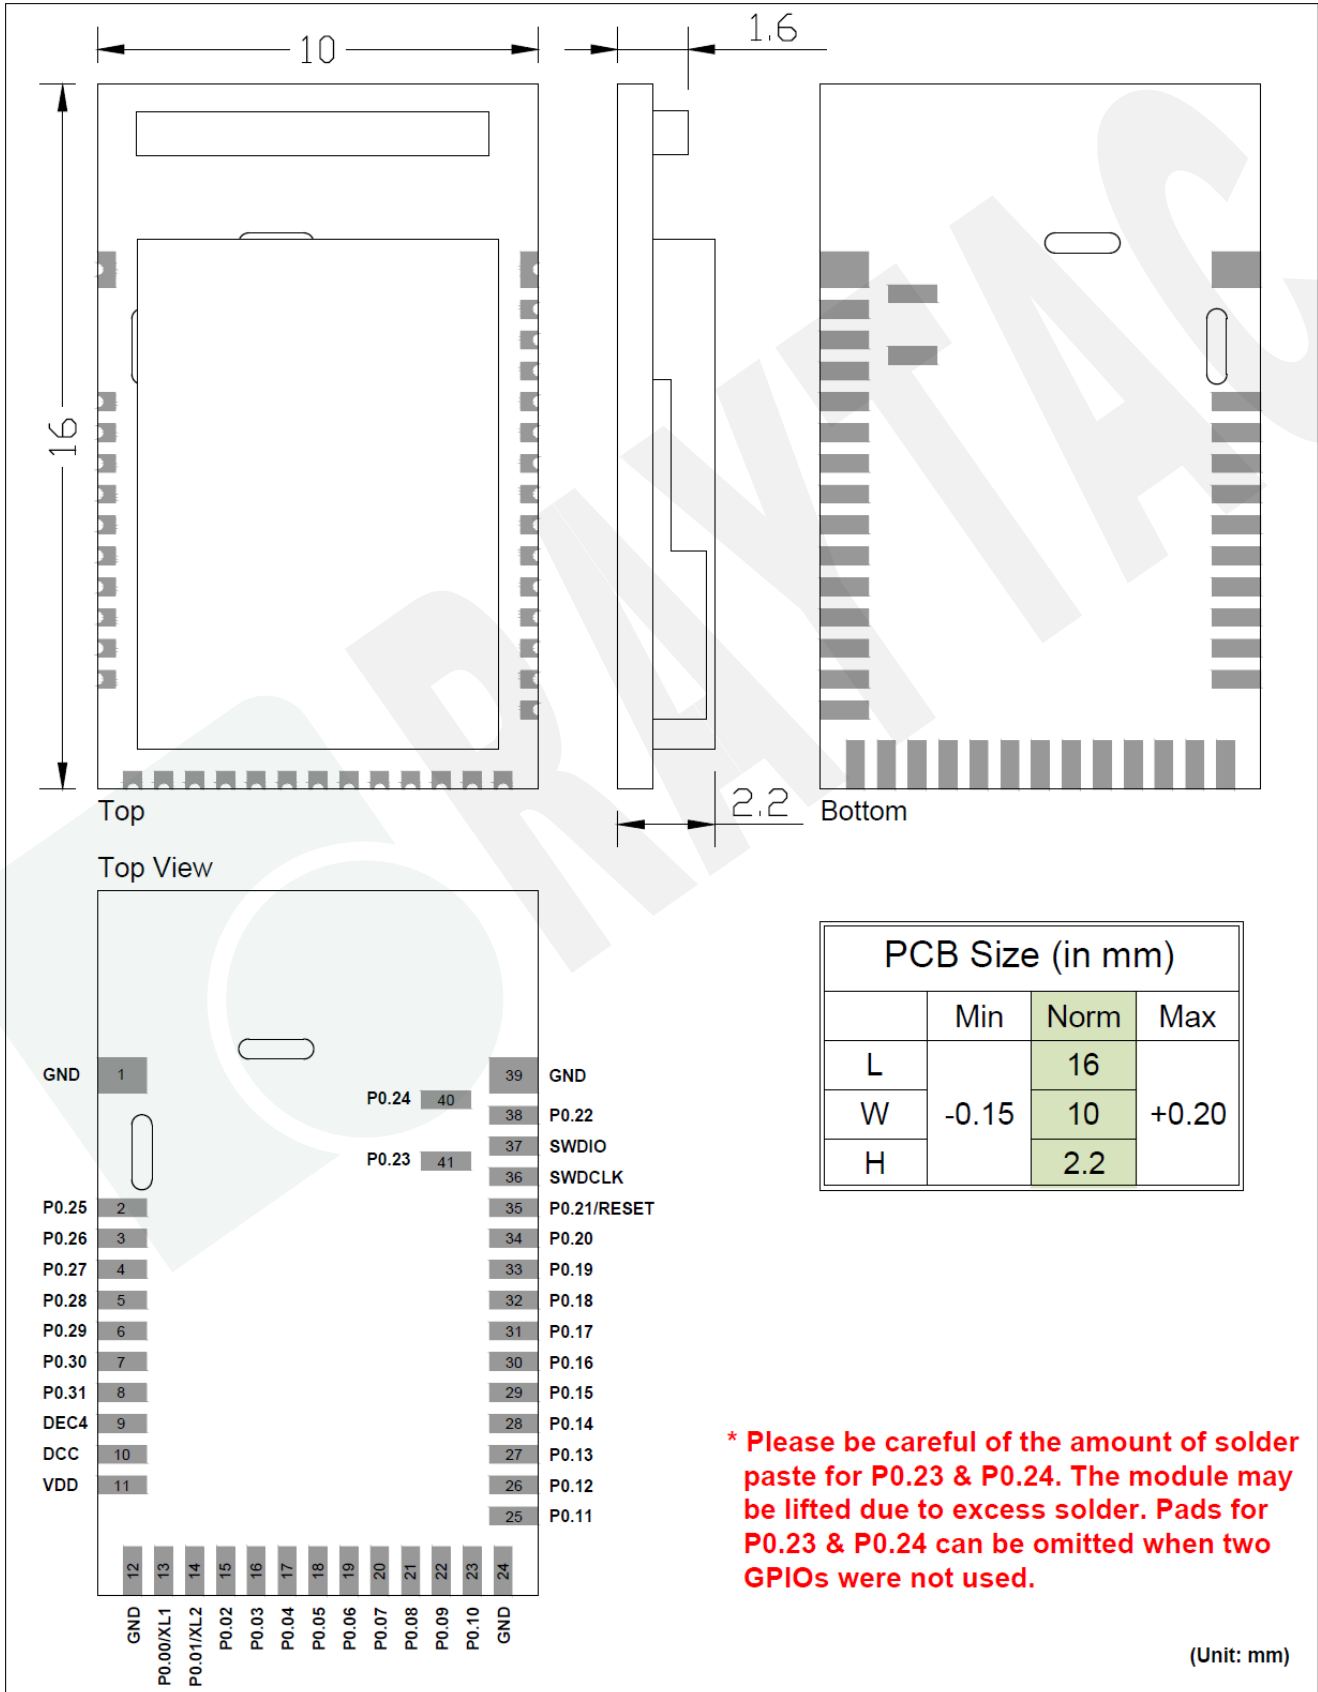 10
1.6
16
2.2
Top
Bottom
Top View
RAYTAC
PCB Size (in mm)
Min Norm Max
L 16
W -0.15 10 +0.20
H 2.2
GND 1
P0.25 2
P0.26 3
P0.27 4
P0.28 5
P0.29 6
P0.30 7
P0.31 8
DEC4 9
DCC 10
VDD 11
P0.24 40
P0.23 41
39 GND
38 P0.22
37 SWDIO
36 SWDCLK
35 P0.21/RESET
34 P0.20
33 P0.19
32 P0.18
31 P0.17
30 P0.16
29 P0.15
28 P0.14
27 P0.13
26 P0.12
25 P0.11
12 13 14 15 16 17 18 19 20 21 22 23 24
GND P0.00/XL1 P0.01/XL2 P0.02 P0.03 P0.04 P0.05 P0.06 P0.07 P0.08 P0.09 P0.10 GND
* Please be careful of the amount of solder
paste for P0.23 & P0.24. The module may
be lifted due to excess solder. Pads for
P0.23 & P0.24 can be omitted when two
GPIOs were not used.
(Unit: mm)